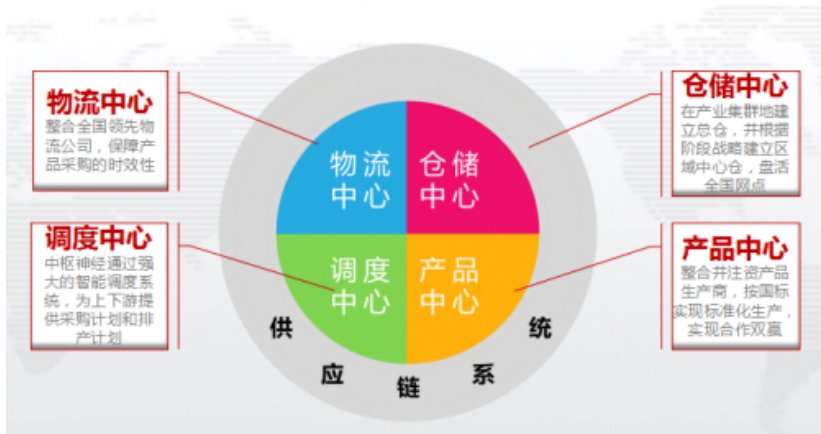 物流中心
整合全国领先物
流公司，保障产
品采购的时效性
仓储中心
在产业集群地建
立总仓，并根据
阶段战略建立区
域中心仓，盘活
全国网点
物流
中心
仓储
中心
调度
中心
产品
中心
调度中心
中枢神经通过强
大的智能调度系
统，为上下游提
供采购计划和排
产计划
产品中心
整合并注资产品
生产商，按国标
实现标准化生产，
实现合作双赢
供应链系统